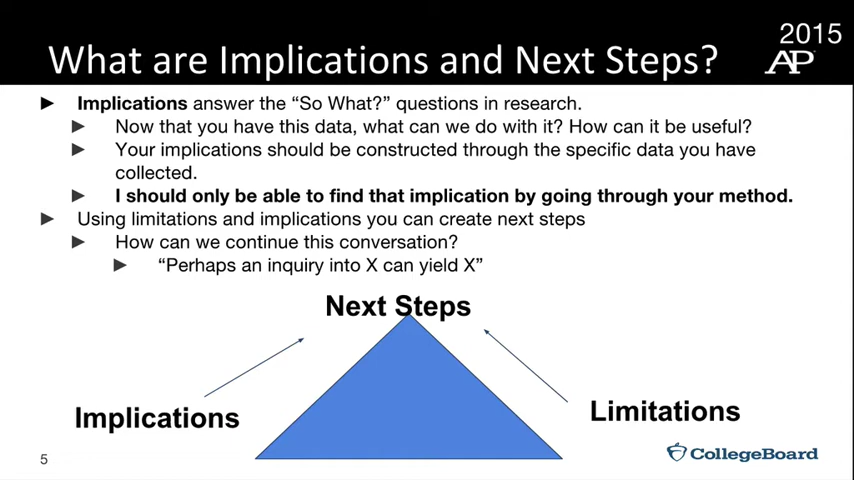 2015
AP
What are Implications and Next Steps?
Implications answer the “So What?” questions in research.
Now that you have this data, what can we do with it? How can it be useful?
Your implications should be constructed through the specific data you have
collected.
I should only be able to find that implication by going through your method.
Using limitations and implications you can create next steps
How can we continue this conversation?
“Perhaps an inquiry into X can yield X”
Next Steps
Implications
Limitations
5
CollegeBoard